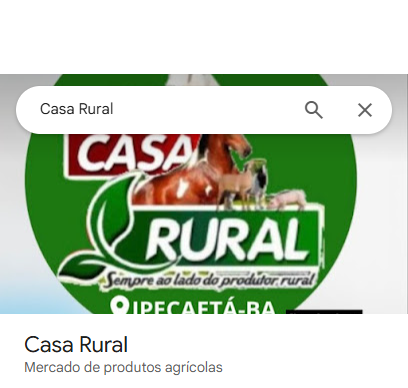 Casa Rural
CASA
RURAL
Sempre ao lado do produtor rural
IPECAETÁ-BA
Casa Rural
Mercado de produtos agrícolas